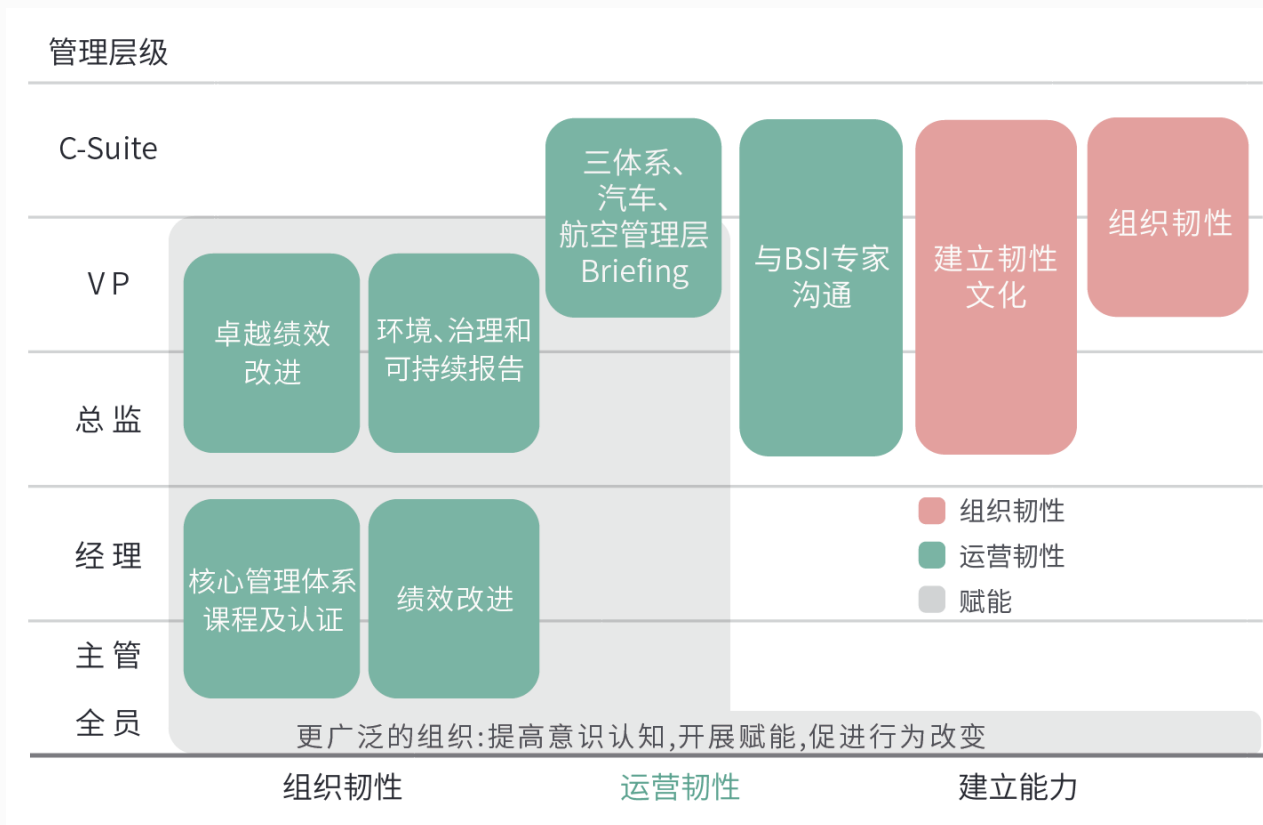 管理层级
C-Suite
三体系、
汽车、
航空管理层
Briefing
与BSI专家
沟通
建立韧性
文化
组织韧性
VP
卓越绩效
改进
环境、治理和
可持续报告
总监
经理
核心管理体系
课程及认证
绩效改进
组织韧性
运营韧性
赋能
主管
全员
更广泛的组织:提高意识认知,开展赋能,促进行为改变
组织韧性
运营韧性
建立能力